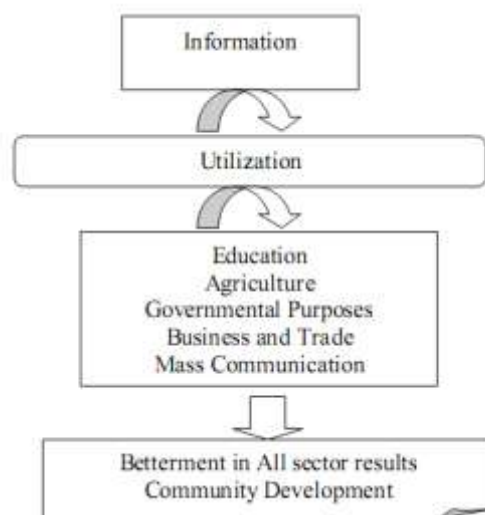 Information
Utilization
Education
Agriculture
Governmental Purposes
Business and Trade
Mass Communication
Betterment in All sector results
Community Development